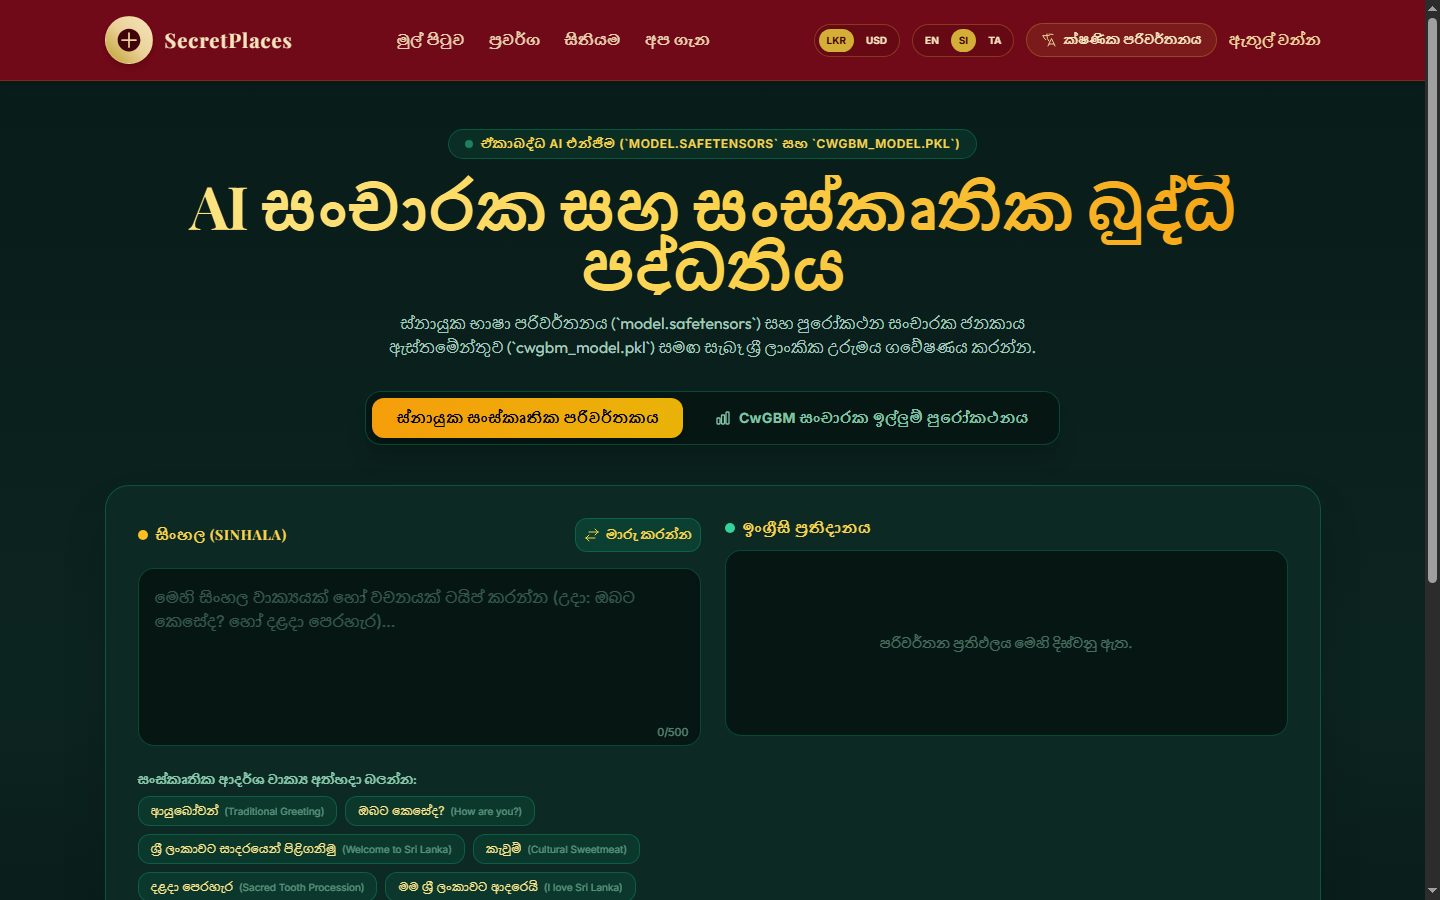 SecretPlaces
මුල් පිටුව
ප්‍රවර්ග
සිතියම
අප ගැන
LKR USD
EN SI TA
ක්ෂණික පරිවර්තනය
ඇතුල් වන්න
ඒකාබද්ධ AI එන්ජිම (`MODEL.SAFETENSORS` සහ `CWGBM_MODEL.PKL`)
AI සංචාරක සහ සංස්කෘතික බුද්ධි
පද්ධතිය
ස්නායුක භාෂා පරිවර්තනය (`model.safetensors`) සහ පුරෝකථන සංචාරක ජනකාය
ඇස්තමේන්තුව (`cwgbm_model.pkl`) සමඟ සැබෑ ශ්‍රී ලාංකික උරුමය ගවේෂණය කරන්න.
ස්නායුක සංස්කෘතික පරිවර්තකය
CwGBM සංචාරක ඉල්ලුම් පුරෝකථනය
සිංහල (SINHALA)
මාරු කරන්න
ඉංග්‍රීසි ප්‍රතිදානය
මෙහි සිංහල වාක්‍යයක් හෝ වචනයක් ටයිප් කරන්න (උදා: ඔබට
කෙසේද? හෝ දළදා පෙරහැර)...
0/500
පරිවර්තන ප්‍රතිඵලය මෙහි දිස්වනු ඇත.
සංස්කෘතික ආදර්ශ වාක්‍ය අත්හදා බලන්න:
ආයුබෝවන් (Traditional Greeting)
ඔබට කෙසේද? (How are you?)
ශ්‍රී ලංකාවට සාදරයෙන් පිළිගනිමු (Welcome to Sri Lanka)
කැවුම් (Cultural Sweetmeat)
දළදා පෙරහැර (Sacred Tooth Procession)
මම ශ්‍රී ලංකාවට ආදරෙයි (I love Sri Lanka)